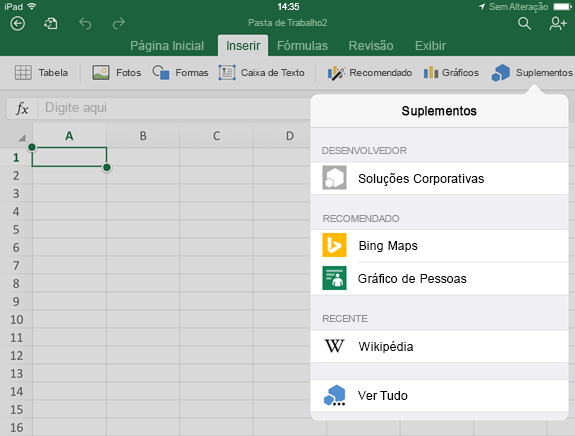 iPad 14:35 Sem Alteração
Pasta de Trabalho2
Página Inicial Inserir Fórmulas Revisão Exibir
Tabela Fotos Formas Caixa de Texto Recomendado Gráficos Suplementos
fx Digite aqui
Suplementos
A B C D
DESENVOLVEDOR
1
Soluções Corporativas
2
3
RECOMENDADO
4
5
Bing Maps
6
7
Gráfico de Pessoas
8
9
RECENTE
10
11
Wikipédia
12
13
Ver Tudo
14
15
16